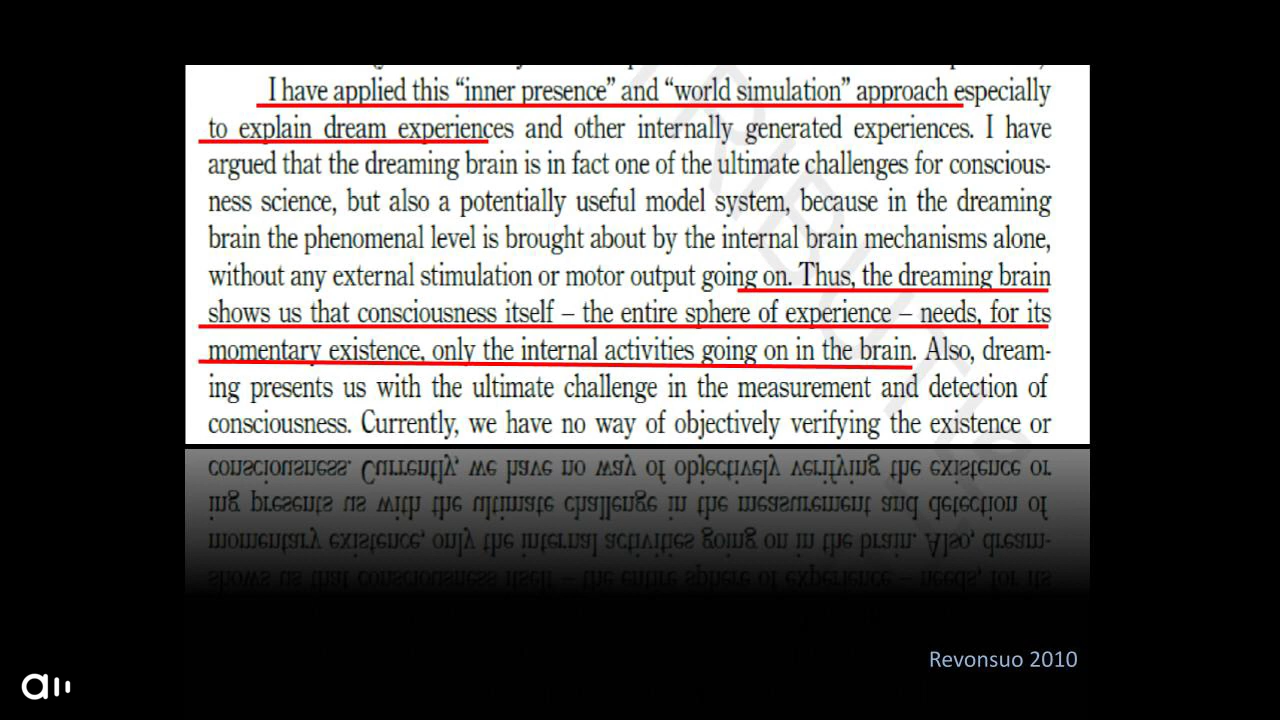 I have applied this “inner presence” and “world simulation” approach especially
to explain dream experiences and other internally generated experiences. I have
argued that the dreaming brain is in fact one of the ultimate challenges for conscious-
ness science, but also a potentially useful model system, because in the dreaming
brain the phenomenal level is brought about by the internal brain mechanisms alone,
without any external stimulation or motor output going on. Thus, the dreaming brain
shows us that consciousness itself – the entire sphere of experience – needs, for its
momentary existence, only the internal activities going on in the brain. Also, dream-
ing presents us with the ultimate challenge in the measurement and detection of
consciousness. Currently, we have no way of objectively verifying the existence or
Revonsuo 2010